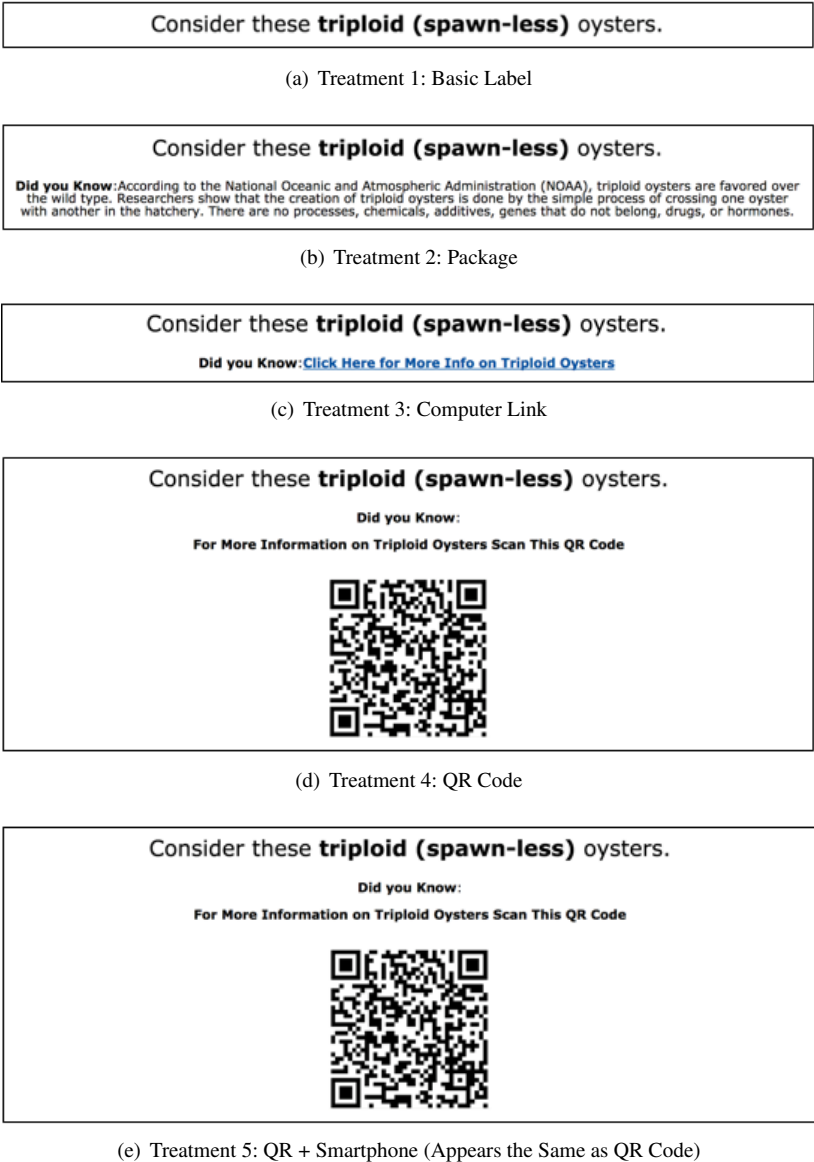 Consider these triploid (spawn-less) oysters.
(a) Treatment 1: Basic Label
Consider these triploid (spawn-less) oysters.
Did you Know:According to the National Oceanic and Atmospheric Administration (NOAA), triploid oysters are favored over
the wild type. Researchers show that the creation of triploid oysters is done by the simple process of crossing one oyster
with another in the hatchery. There are no processes, chemicals, additives, genes that do not belong, drugs, or hormones.
(b) Treatment 2: Package
Consider these triploid (spawn-less) oysters.
Did you Know:Click Here for More Info on Triploid Oysters
(c) Treatment 3: Computer Link
Consider these triploid (spawn-less) oysters.
Did you Know:
For More Information on Triploid Oysters Scan This QR Code
(d) Treatment 4: QR Code
Consider these triploid (spawn-less) oysters.
Did you Know:
For More Information on Triploid Oysters Scan This QR Code
(e) Treatment 5: QR + Smartphone (Appears the Same as QR Code)